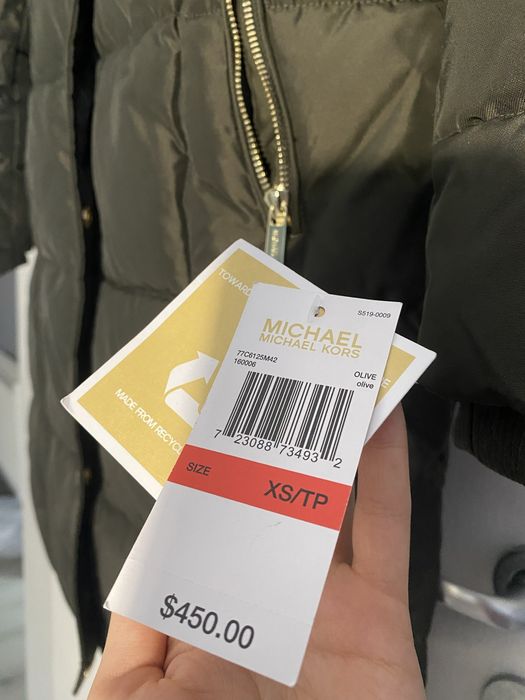 TOWARD
MADE FROM RECYC
S519-0009
MICHAEL
MICHAEL KORS
77C6125M42
160006
OLIVE
olive
7 23088 73493 2
SIZE
XS/TP
$450.00